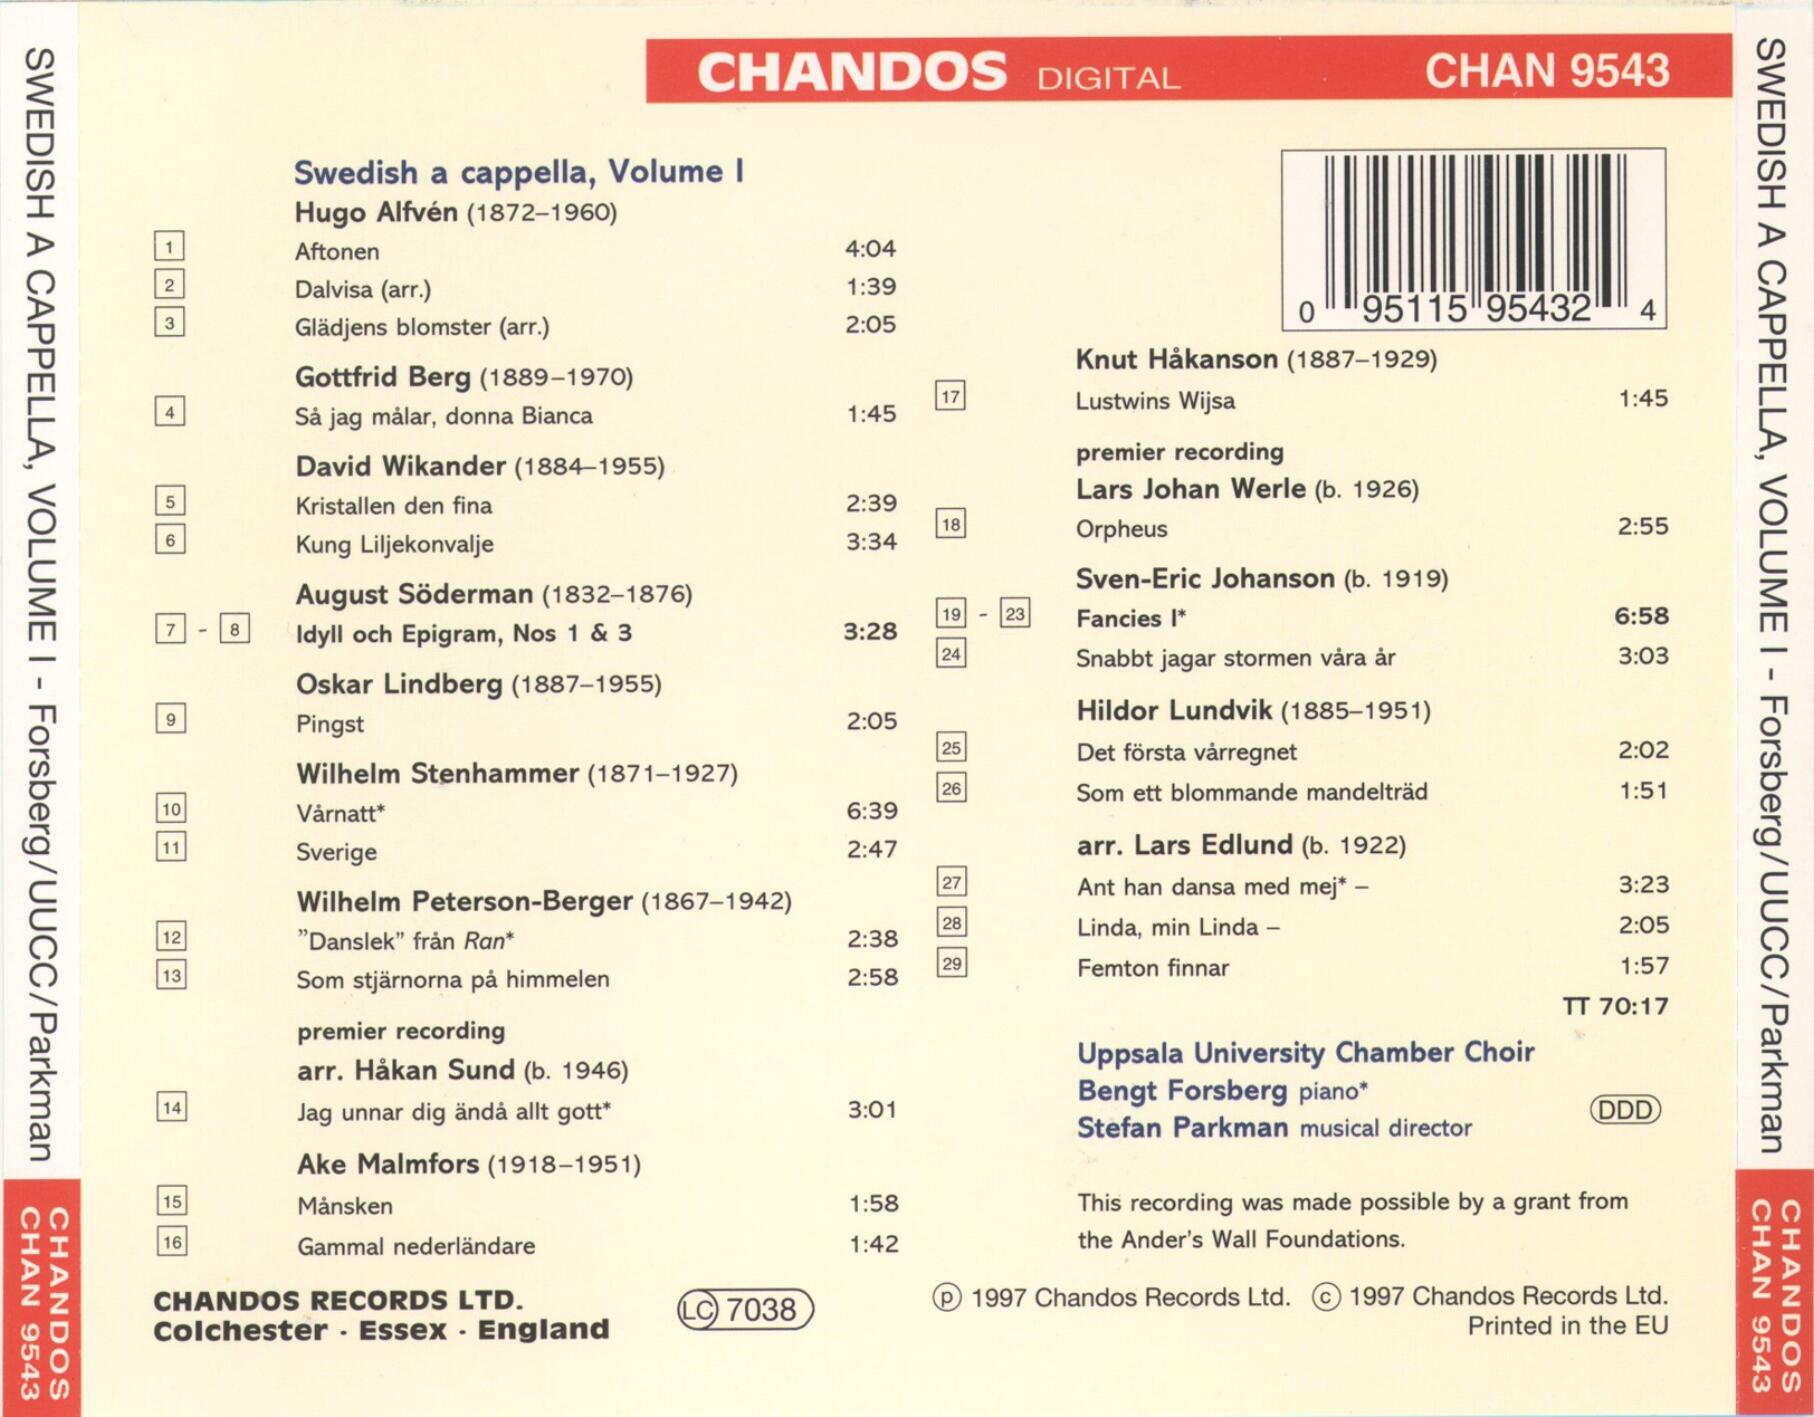 SWEDISH A CAPPELLA, VOLUME I - Forsberg/UUCC/Parkman
CHANDOS
CHAN 9543
CHANDOS DIGITAL CHAN 9543
0 95115 95432 4
Swedish a cappella, Volume I
Hugo Alfvén (1872–1960)
1 Aftonen 4:04
2 Dalvisa (arr.) 1:39
3 Glädjens blomster (arr.) 2:05
Gottfrid Berg (1889–1970)
4 Så jag målar, donna Bianca 1:45
David Wikander (1884–1955)
5 Kristallen den fina 2:39
6 Kung Liljekonvalje 3:34
August Söderman (1832–1876)
7 - 8 Idyll och Epigram, Nos 1 & 3 3:28
Oskar Lindberg (1887–1955)
9 Pingst 2:05
Wilhelm Stenhammer (1871–1927)
10 Vårnatt* 6:39
11 Sverige 2:47
Wilhelm Peterson-Berger (1867–1942)
12 ”Danslek” från Ran* 2:38
13 Som stjärnorna på himmelen 2:58
premier recording
arr. Håkan Sund (b. 1946)
14 Jag unnar dig ändå allt gott* 3:01
Ake Malmfors (1918–1951)
15 Månsken 1:58
16 Gammal nederländare 1:42
Knut Håkanson (1887–1929)
17 Lustwins Wijsa 1:45
premier recording
Lars Johan Werle (b. 1926)
18 Orpheus 2:55
Sven-Eric Johanson (b. 1919)
19 - 23 Fancies I* 6:58
24 Snabbt jagar stormen våra år 3:03
Hildor Lundvik (1885–1951)
25 Det första vårregnet 2:02
26 Som ett blommande mandelträd 1:51
arr. Lars Edlund (b. 1922)
27 Ant han dansa med mej* – 3:23
28 Linda, min Linda – 2:05
29 Femton finnar 1:57
TT 70:17
Uppsala University Chamber Choir
Bengt Forsberg piano*
Stefan Parkman musical director
DDD
This recording was made possible by a grant from
the Ander's Wall Foundations.
CHANDOS RECORDS LTD.
Colchester · Essex · England
LC 7038
℗ 1997 Chandos Records Ltd. © 1997 Chandos Records Ltd.
Printed in the EU
SWEDISH A CAPPELLA, VOLUME I - Forsberg/UUCC/Parkman
CHANDOS
CHAN 9543